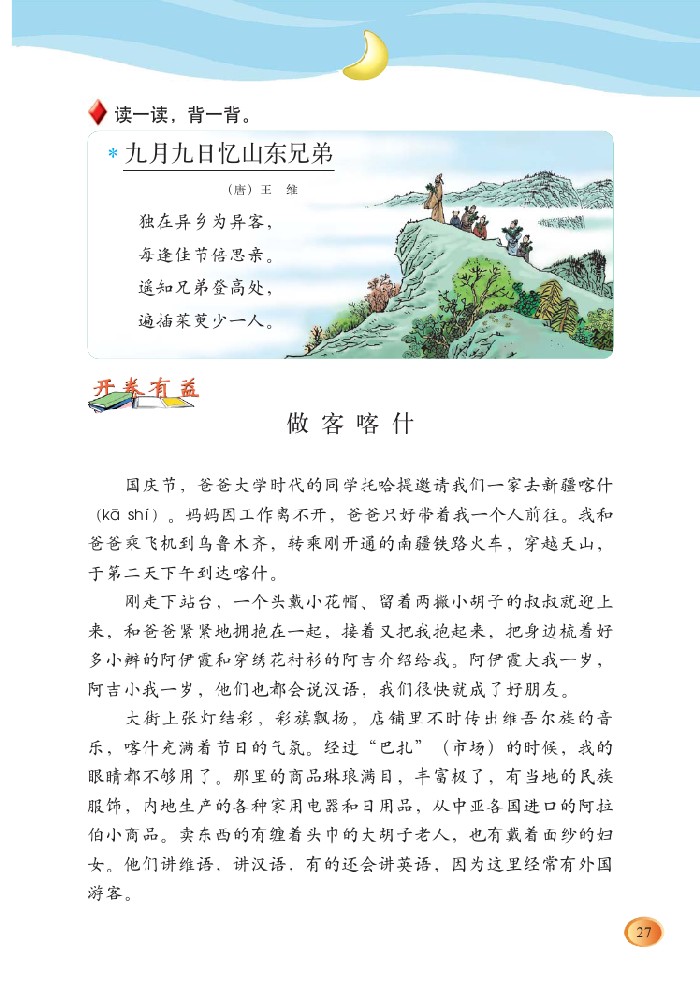 读一读，背一背。
*九月九日忆山东兄弟
（唐）王 维
独在异乡为异客，
每逢佳节倍思亲。
遥知兄弟登高处，
遍插茱萸少一人。
开卷有益
做客喀什
国庆节，爸爸大学时代的同学托哈提邀请我们一家去新疆喀什
（kā shí）。妈妈因工作离不开，爸爸只好带着我一个人前往。我和
爸爸乘飞机到乌鲁木齐，转乘刚开通的南疆铁路火车，穿越天山，
于第二天下午到达喀什。
刚走下站台，一个头戴小花帽、留着两撇小胡子的叔叔就迎上
来，和爸爸紧紧地拥抱在一起，接着又把我抱起来，把身边梳着好
多小辫的阿伊霞和穿绣花衬衫的阿吉介绍给我。阿伊霞大我一岁，
阿吉小我一岁，他们也都会说汉语，我们很快就成了好朋友。
大街上张灯结彩，彩旗飘扬，店铺里不时传出维吾尔族的音
乐，喀什充满着节日的气氛。经过“巴扎”（市场）的时候，我的
眼睛都不够用了。那里的商品琳琅满目，丰富极了，有当地的民族
服饰，内地生产的各种家用电器和日用品，从中亚各国进口的阿拉
伯小商品。卖东西的有缠着头巾的大胡子老人，也有戴着面纱的妇
女。他们讲维语，讲汉语，有的还会讲英语，因为这里经常有外国
游客。
27